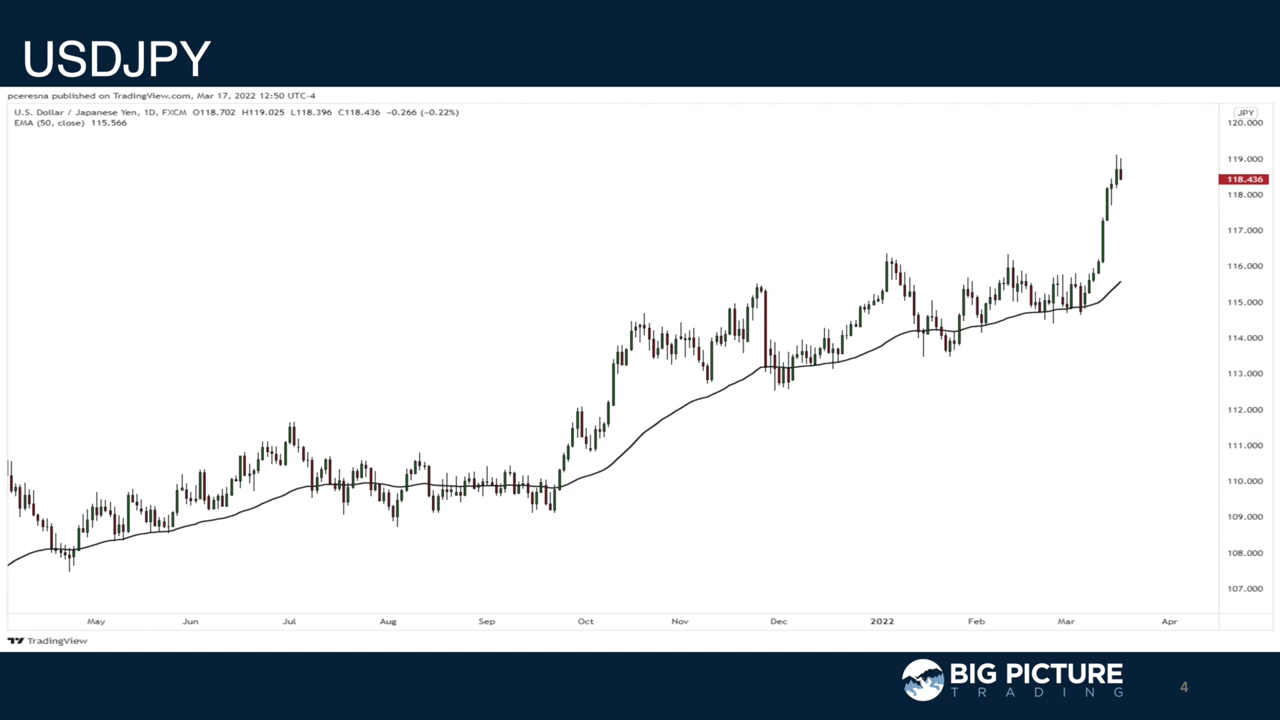 USDJPY
pceresna published on TradingView.com, Mar 17, 2022 12:50 UTC-4
U.S. Dollar / Japanese Yen, 1D, FXCM O118.702 H119.025 L118.396 C118.436 −0.266 (−0.22%)
EMA (50, close) 115.566
JPY
120.000
119.000
118.436
118.000
117.000
116.000
115.000
114.000
113.000
112.000
111.000
110.000
109.000
108.000
107.000
May Jun Jul Aug Sep Oct Nov Dec 2022 Feb Mar Apr
TradingView
BIG PICTURE
TRADING
4